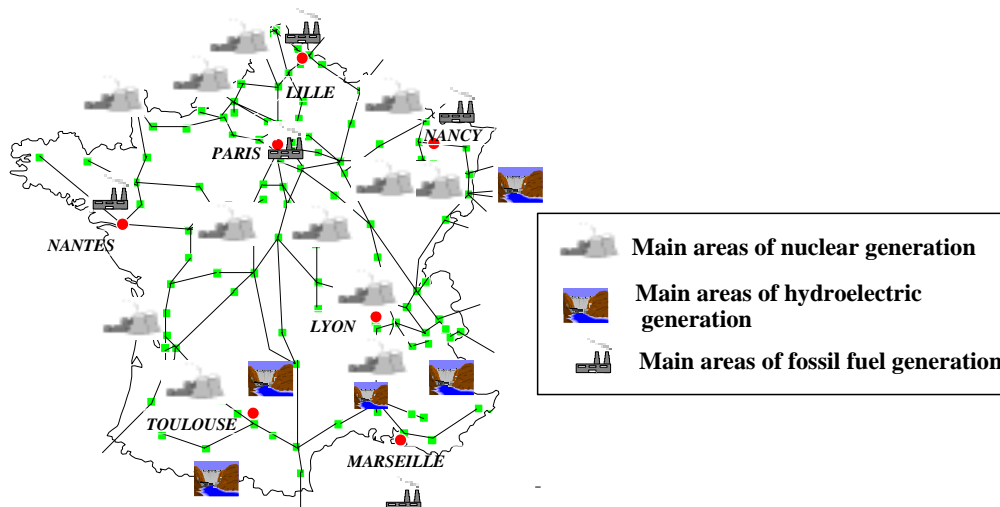 LILLE
PARIS
NANCY
NANTES
LYON
TOULOUSE
MARSEILLE
Main areas of nuclear generation
Main areas of hydroelectric
generation
Main areas of fossil fuel generation